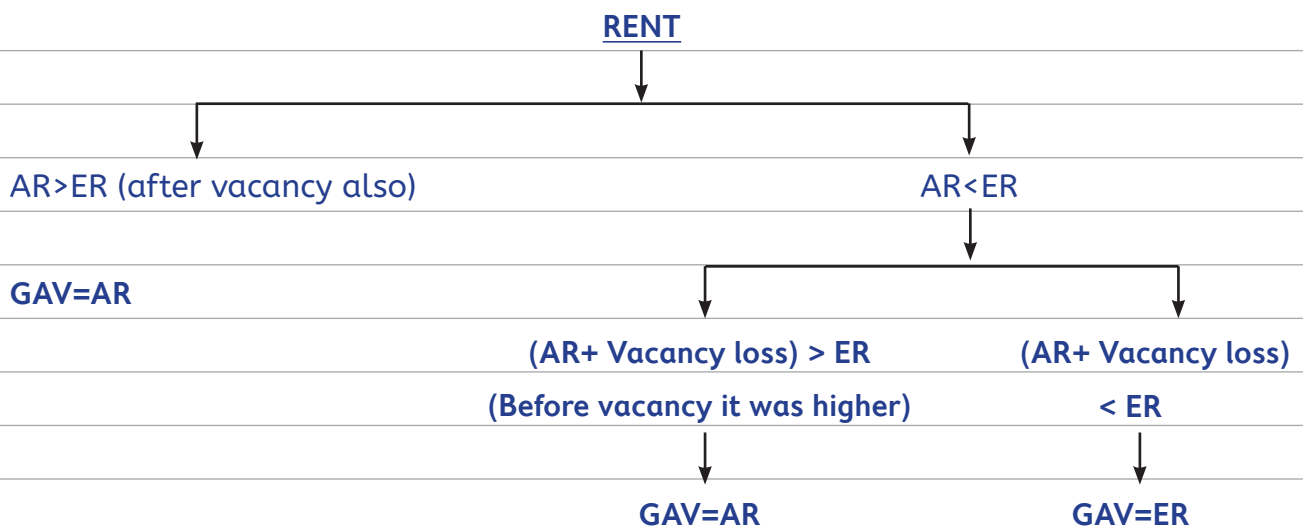 RENT
AR>ER (after vacancy also)
AR<ER
GAV=AR
(AR+ Vacancy loss) > ER
(AR+ Vacancy loss)
(Before vacancy it was higher)
< ER
GAV=AR
GAV=ER